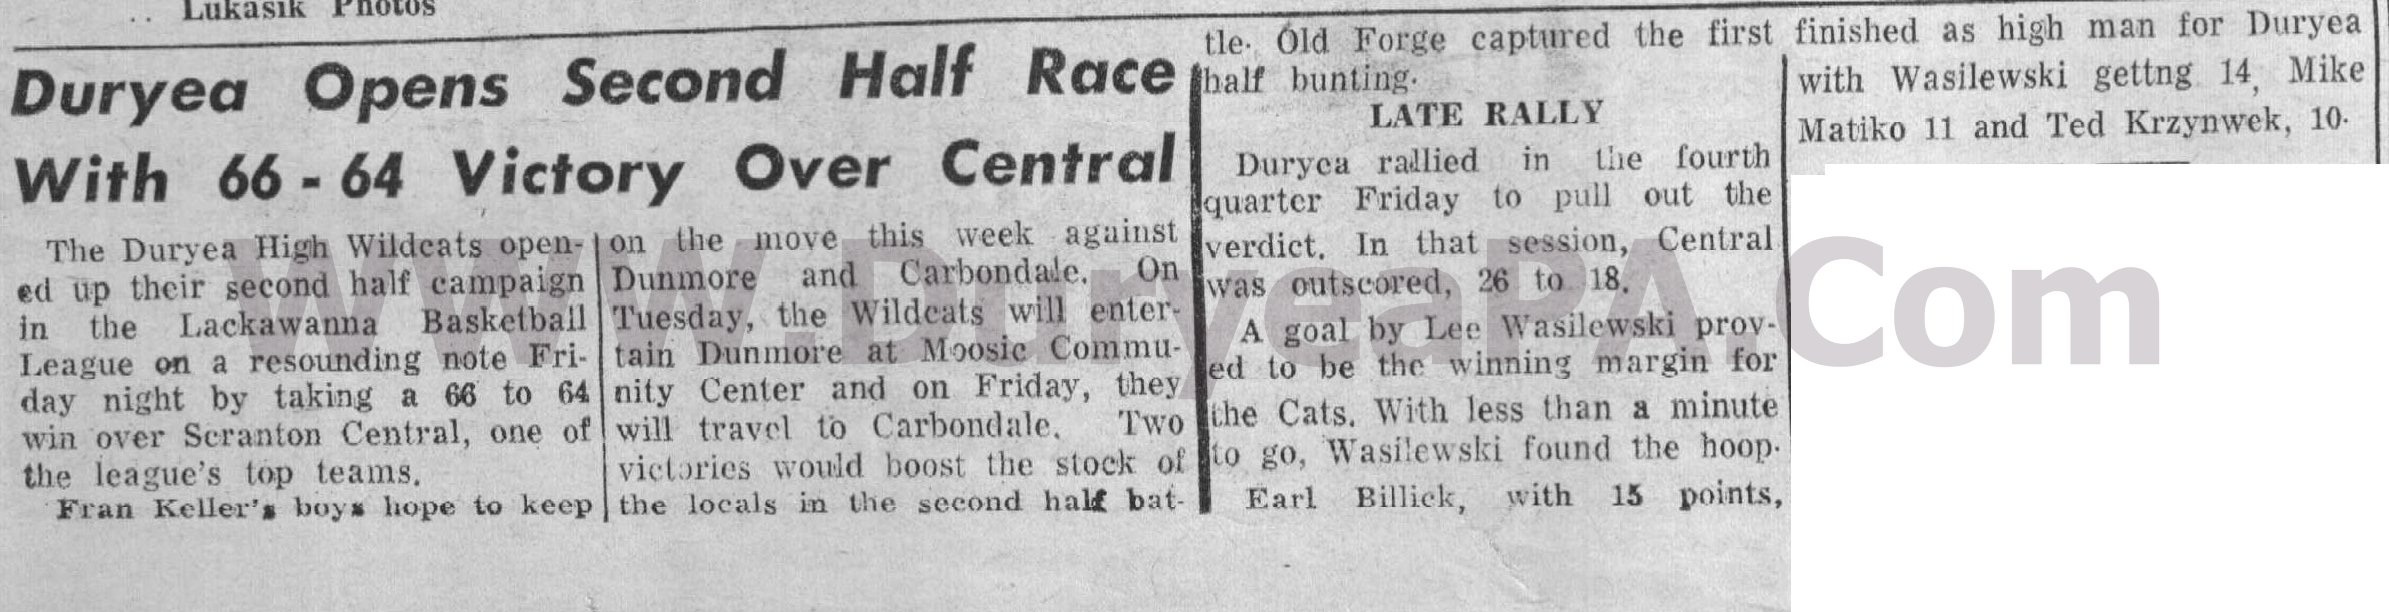 .. Lukasik Photos
Duryea Opens Second Half Race
With 66 - 64 Victory Over Central
The Duryea High Wildcats open-
ed up their second half campaign
in the Lackawanna Basketball
League on a resounding note Fri-
day night by taking a 66 to 64
win over Scranton Central, one of
the league's top teams.
Fran Keller's boys hope to keep
on the move this week against
Dunmore and Carbondale. On
Tuesday, the Wildcats will enter-
tain Dunmore at Moosic Commu-
nity Center and on Friday, they
will travel to Carbondale. Two
victories would boost the stock of
the locals in the second half bat-
tle. Old Forge captured the first
half bunting.
LATE RALLY
Duryea rallied in the fourth
quarter Friday to pull out the
verdict. In that session, Central
was outscored, 26 to 18.
A goal by Lee Wasilewski prov-
ed to be the winning margin for
the Cats. With less than a minute
to go, Wasilewski found the hoop.
Earl Billick, with 15 points,
finished as high man for Duryea
with Wasilewski gettng 14, Mike
Matiko 11 and Ted Krzynwek, 10.
www.DuryeaPA.Com